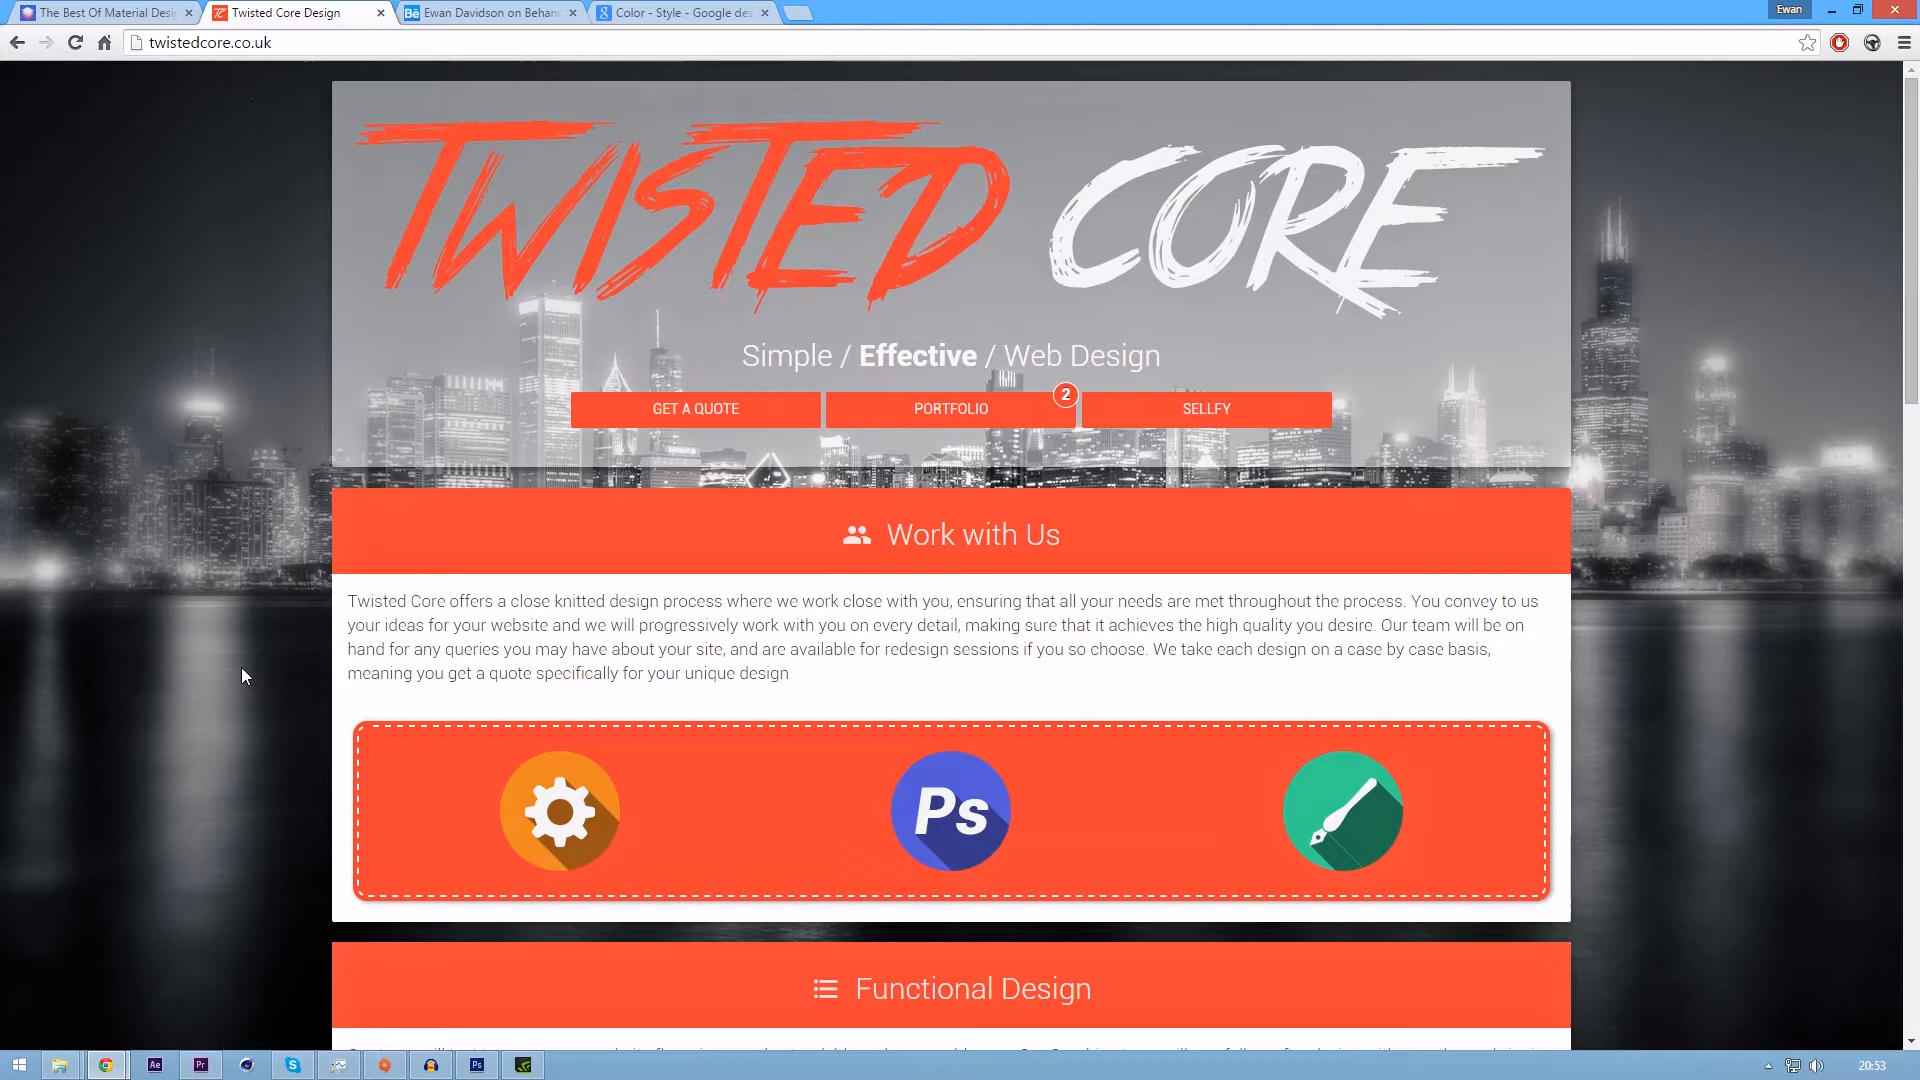 The Best Of Material Desi
Twisted Core Design
Bē Ewan Davidson on Behan
Color - Style - Google des
Ewan
twistedcore.co.uk
TWISTED CORE
Simple / Effective / Web Design
2
GET A QUOTE
PORTFOLIO
SELLFY
Work with Us
Twisted Core offers a close knitted design process where we work close with you, ensuring that all your needs are met throughout the process. You convey to us
your ideas for your website and we will progressively work with you on every detail, making sure that it achieves the high quality you desire. Our team will be on
hand for any queries you may have about your site, and are available for redesign sessions if you so choose. We take each design on a case by case basis,
meaning you get a quote specifically for your unique design
Ps
Functional Design
Ae
Pr
Ps
20:53